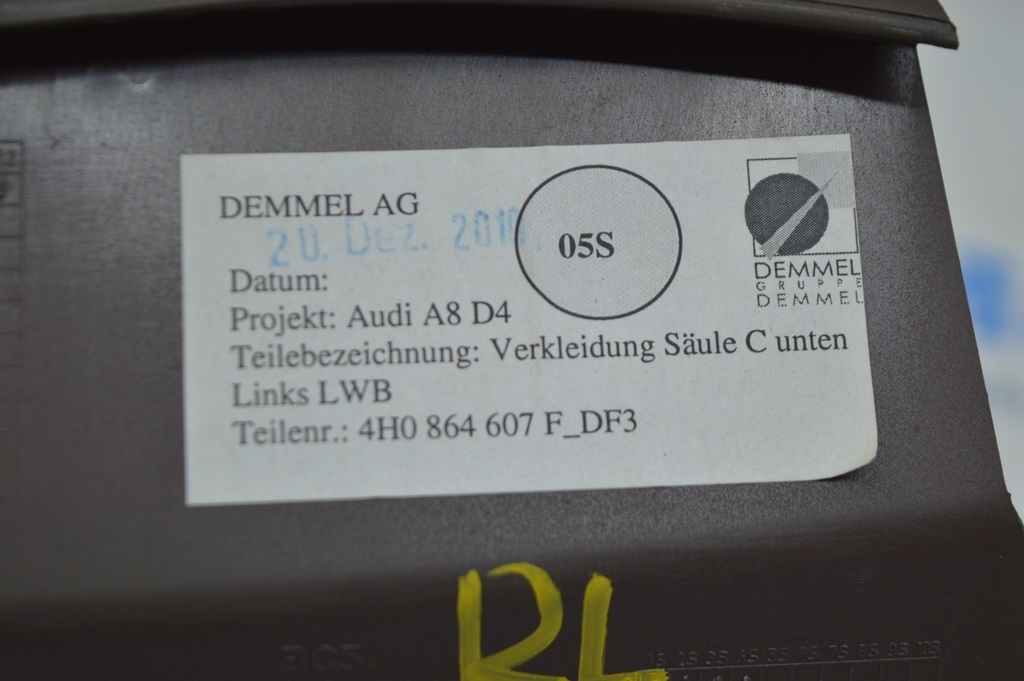 DEMMEL AG
20. Dez. 2010
05S
DEMMEL
GRUPPE
DEMMEL
Datum:
Projekt: Audi A8 D4
Teilebezeichnung: Verkleidung Säule C unten
Links LWB
Teilenr.: 4H0 864 607 F_DF3
RL